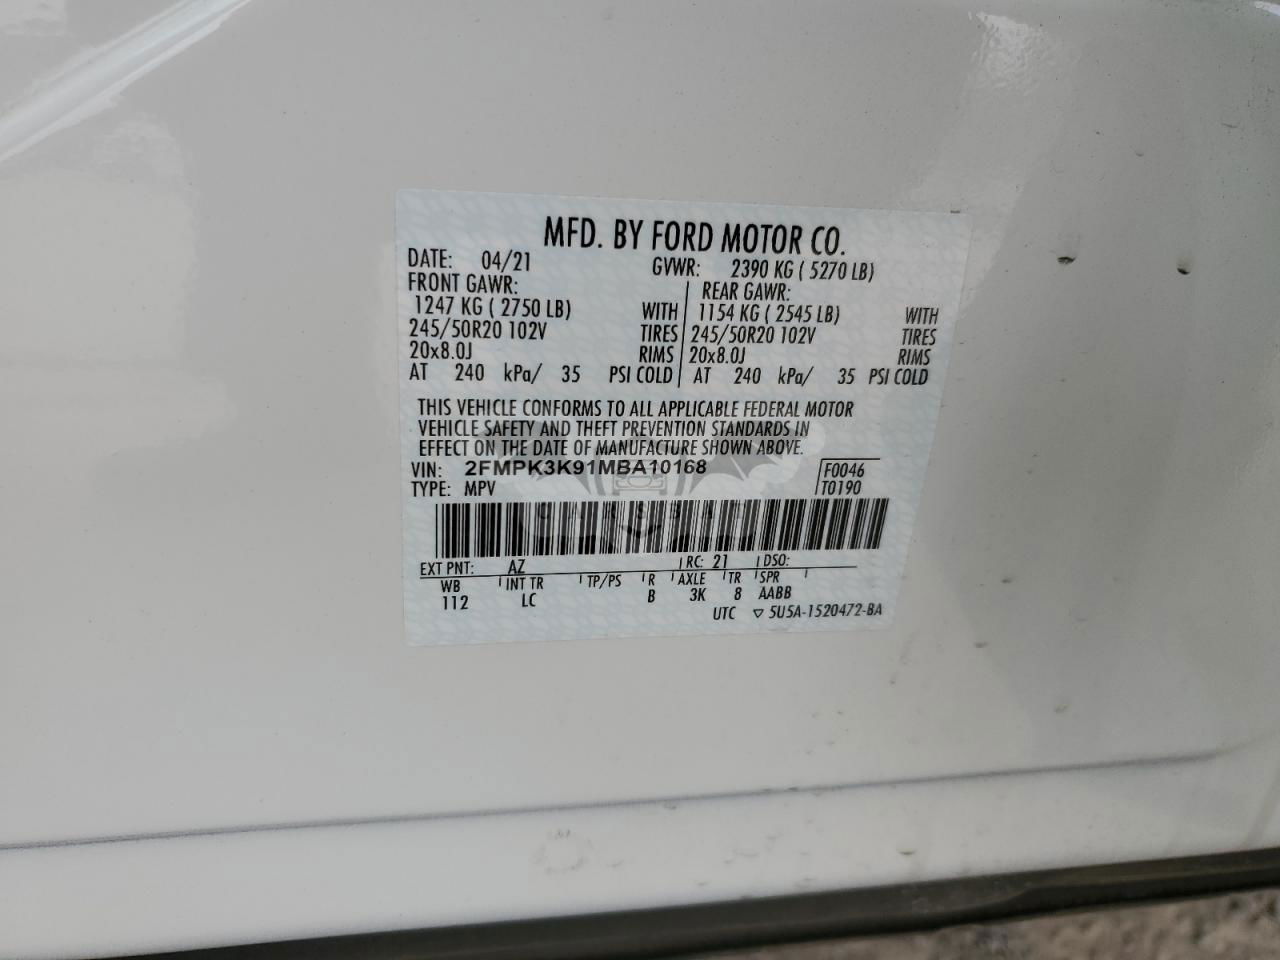 MFD. BY FORD MOTOR CO.
DATE: 04/21 GVWR: 2390 KG ( 5270 LB)
FRONT GAWR: REAR GAWR:
1247 KG ( 2750 LB) WITH 1154 KG ( 2545 LB) WITH
245/50R20 102V TIRES 245/50R20 102V TIRES
20x8.0J RIMS 20x8.0J RIMS
AT 240 kPa/ 35 PSI COLD AT 240 kPa/ 35 PSI COLD
THIS VEHICLE CONFORMS TO ALL APPLICABLE FEDERAL MOTOR
VEHICLE SAFETY AND THEFT PREVENTION STANDARDS IN
EFFECT ON THE DATE OF MANUFACTURE SHOWN ABOVE.
VIN: 2FMPK3K91MBA10168 F0046
TYPE: MPV T0190
EXT PNT: AZ RC: 21 DSO:
WB INT TR TP/PS R AXLE TR SPR
112 LC B 3K 8 AABB
UTC ▽ 5U5A-1520472-BA